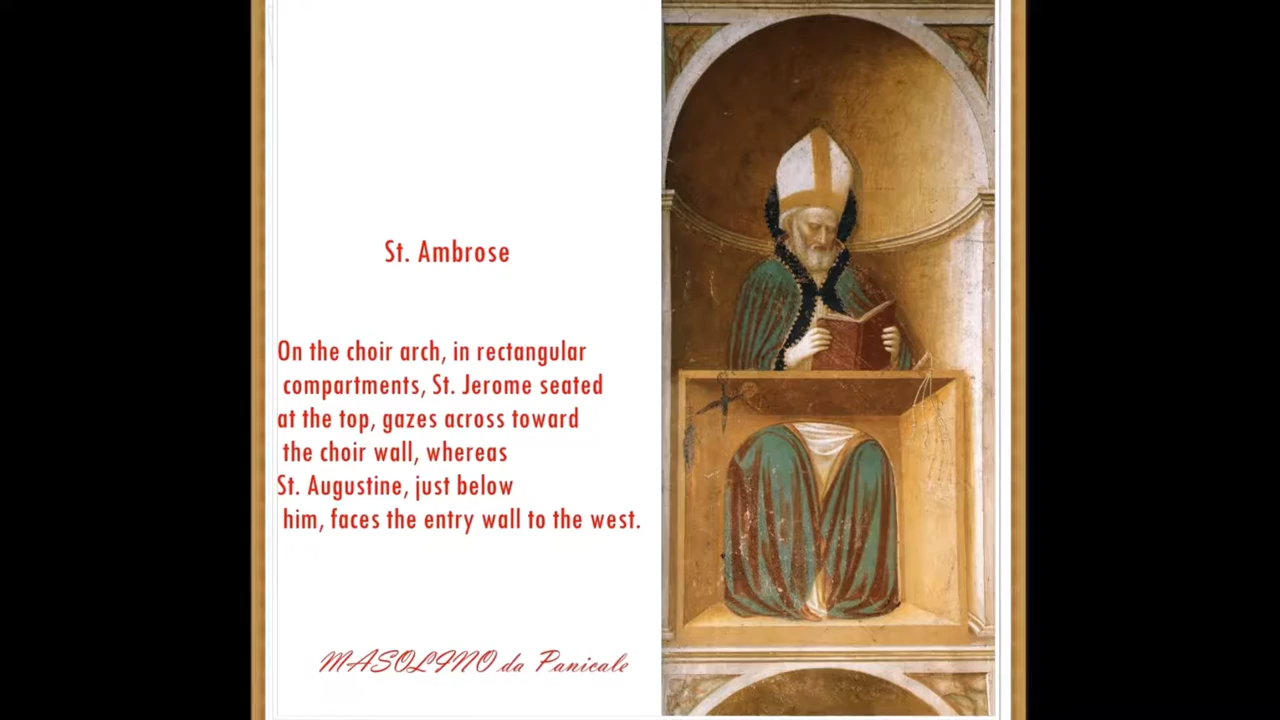 St. Ambrose
On the choir arch, in rectangular
compartments, St. Jerome seated
at the top, gazes across toward
the choir wall, whereas
St. Augustine, just below
him, faces the entry wall to the west.
MASOLINO da Panicale